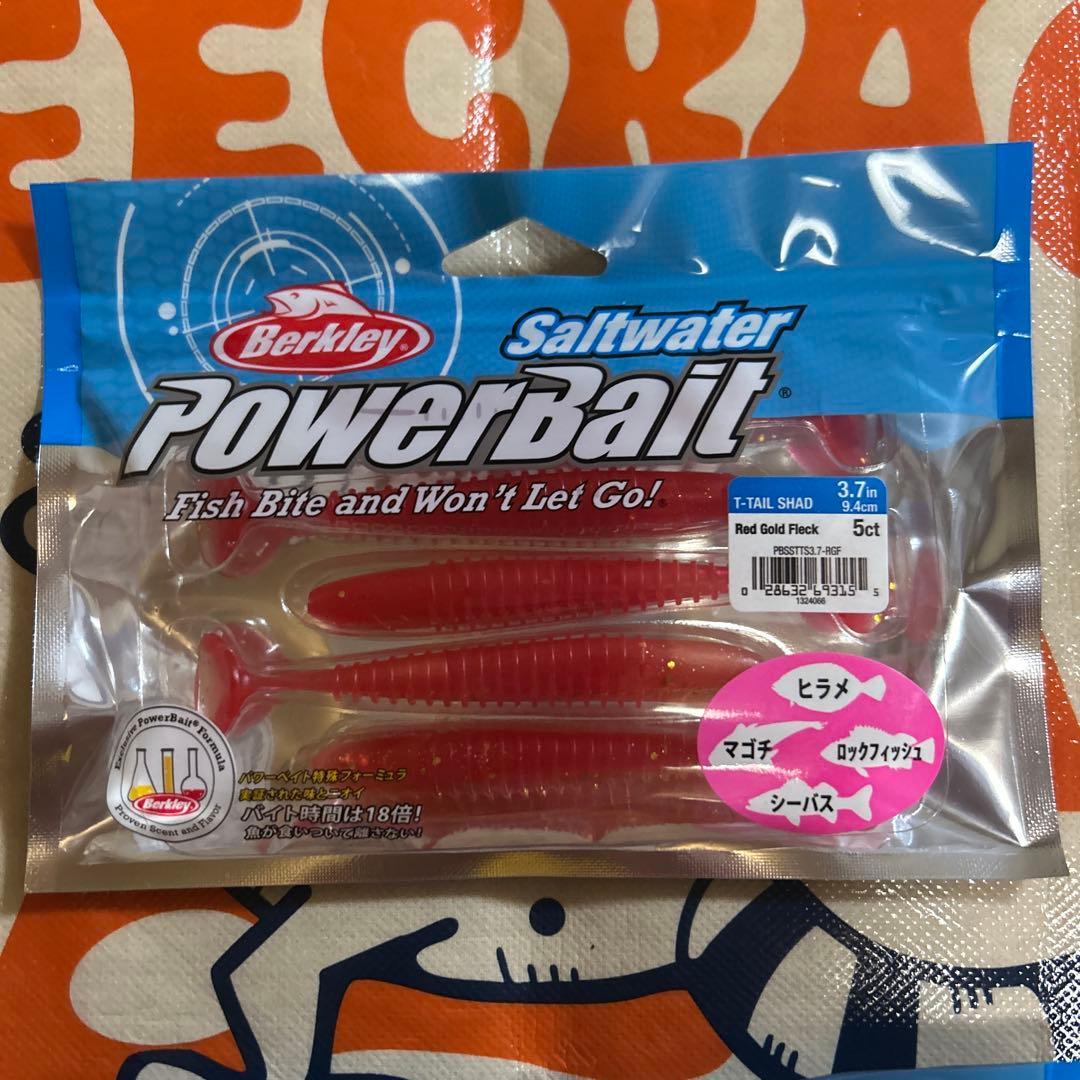 Berkley®
Saltwater
PowerBait®
Fish Bite and Won't Let Go!®
T-TAIL SHAD
3.7in
9.4cm
Red Gold Fleck
5ct
PBSSTTS3.7-RGF
0 28632 69315 5
1324066
ヒラメ
マゴチ
ロックフィッシュ
シーバス
Exclusive PowerBait® Formula
Berkley
Proven Scent and Flavor
パワーベイト特殊フォーミュラ
実証された味とニオイ
バイト時間は18倍!
魚が食いついて離さない!